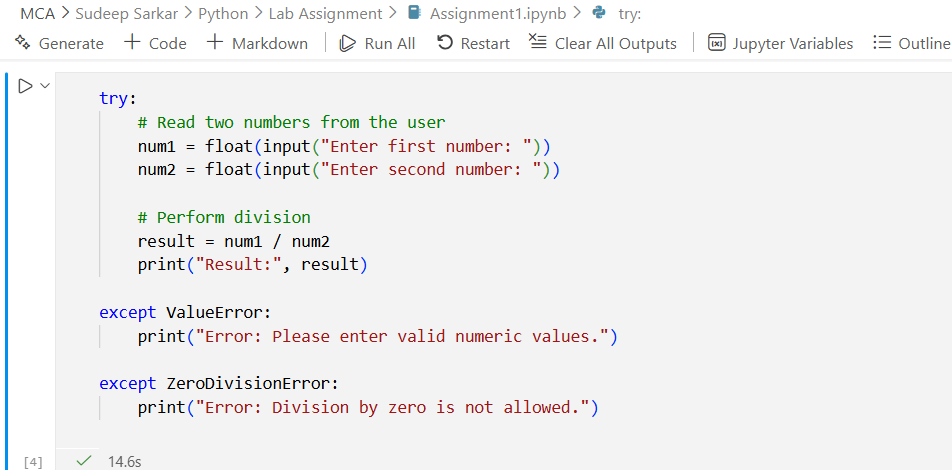 MCA > Sudeep Sarkar > Python > Lab Assignment > Assignment1.ipynb > try:
Generate + Code + Markdown | Run All Restart Clear All Outputs | Jupyter Variables Outline
try:
    # Read two numbers from the user
    num1 = float(input("Enter first number: "))
    num2 = float(input("Enter second number: "))

    # Perform division
    result = num1 / num2
    print("Result:", result)

except ValueError:
    print("Error: Please enter valid numeric values.")

except ZeroDivisionError:
    print("Error: Division by zero is not allowed.")

[4] ✓ 14.6s